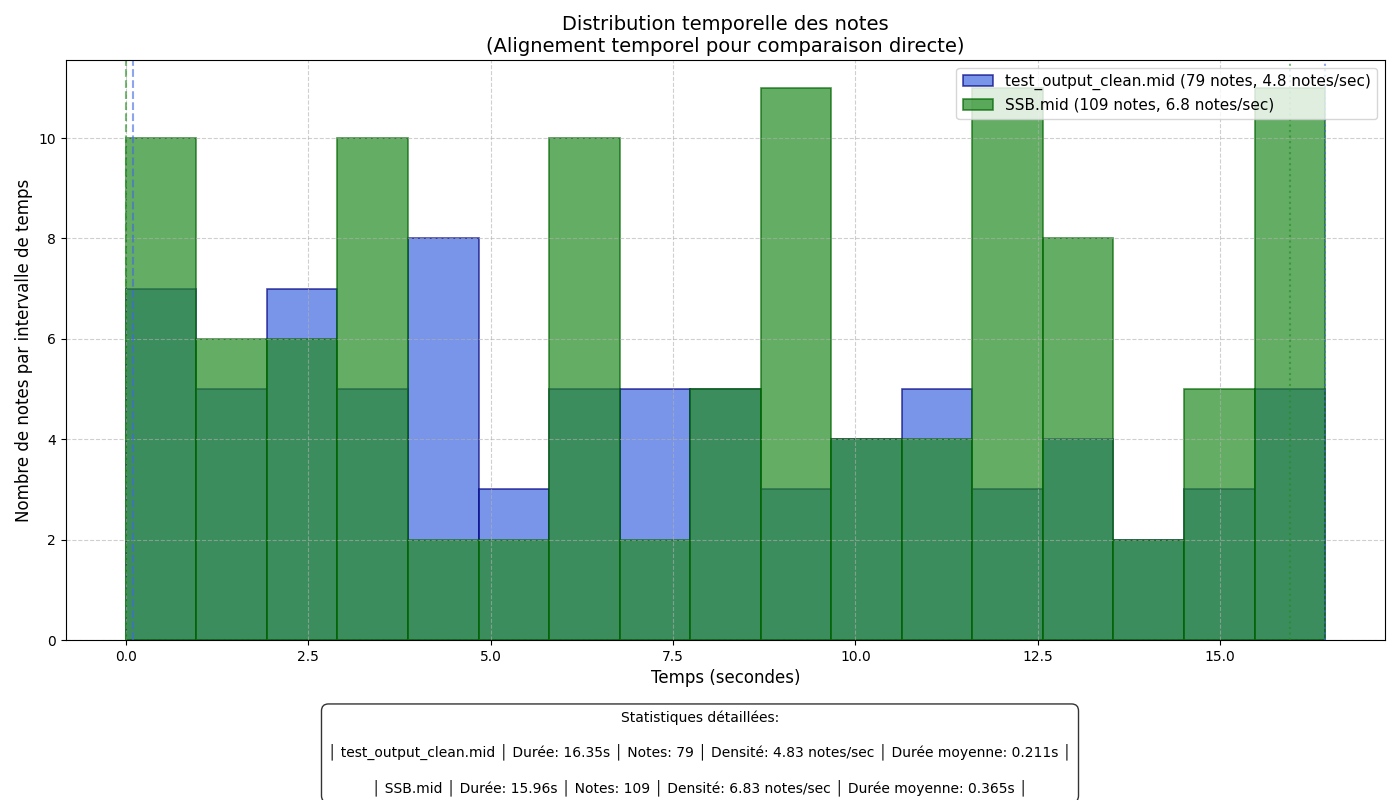 Distribution temporelle des notes
(Alignement temporel pour comparaison directe)
test_output_clean.mid (79 notes, 4.8 notes/sec)
SSB.mid (109 notes, 6.8 notes/sec)
Nombre de notes par intervalle de temps
10
8
6
4
2
0
0.0 2.5 5.0 7.5 10.0 12.5 15.0
Temps (secondes)
Statistiques détaillées:
| test_output_clean.mid | Durée: 16.35s | Notes: 79 | Densité: 4.83 notes/sec | Durée moyenne: 0.211s |
| SSB.mid | Durée: 15.96s | Notes: 109 | Densité: 6.83 notes/sec | Durée moyenne: 0.365s |